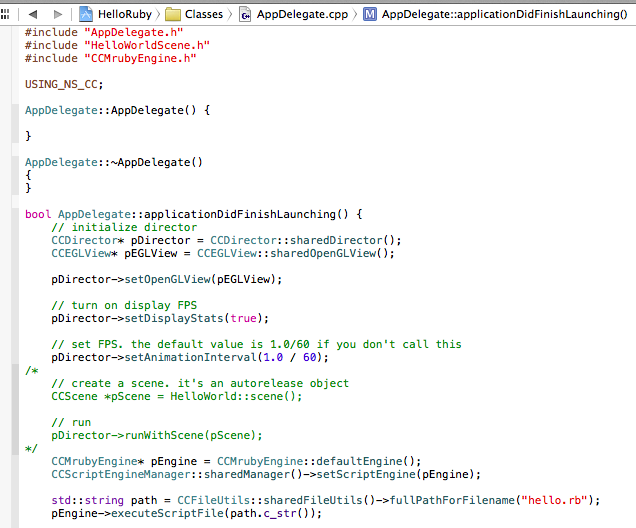 HelloRuby Classes AppDelegate.cpp M AppDelegate::applicationDidFinishLaunching()
#include "AppDelegate.h"
#include "HelloWorldScene.h"
#include "CCMrubyEngine.h"
USING_NS_CC;
AppDelegate::AppDelegate() {
}
AppDelegate::~AppDelegate()
{
}
bool AppDelegate::applicationDidFinishLaunching() {
// initialize director
CCDirector* pDirector = CCDirector::sharedDirector();
CCEGLView* pEGLView = CCEGLView::sharedOpenGLView();
pDirector->setOpenGLView(pEGLView);
// turn on display FPS
pDirector->setDisplayStats(true);
// set FPS. the default value is 1.0/60 if you don't call this
pDirector->setAnimationInterval(1.0 / 60);
/*
// create a scene. it's an autorelease object
CCScene *pScene = HelloWorld::scene();
// run
pDirector->runWithScene(pScene);
*/
CCMrubyEngine* pEngine = CCMrubyEngine::defaultEngine();
CCScriptEngineManager::sharedManager()->setScriptEngine(pEngine);
std::string path = CCFileUtils::sharedFileUtils()->fullPathForFilename("hello.rb");
pEngine->executeScriptFile(path.c_str());